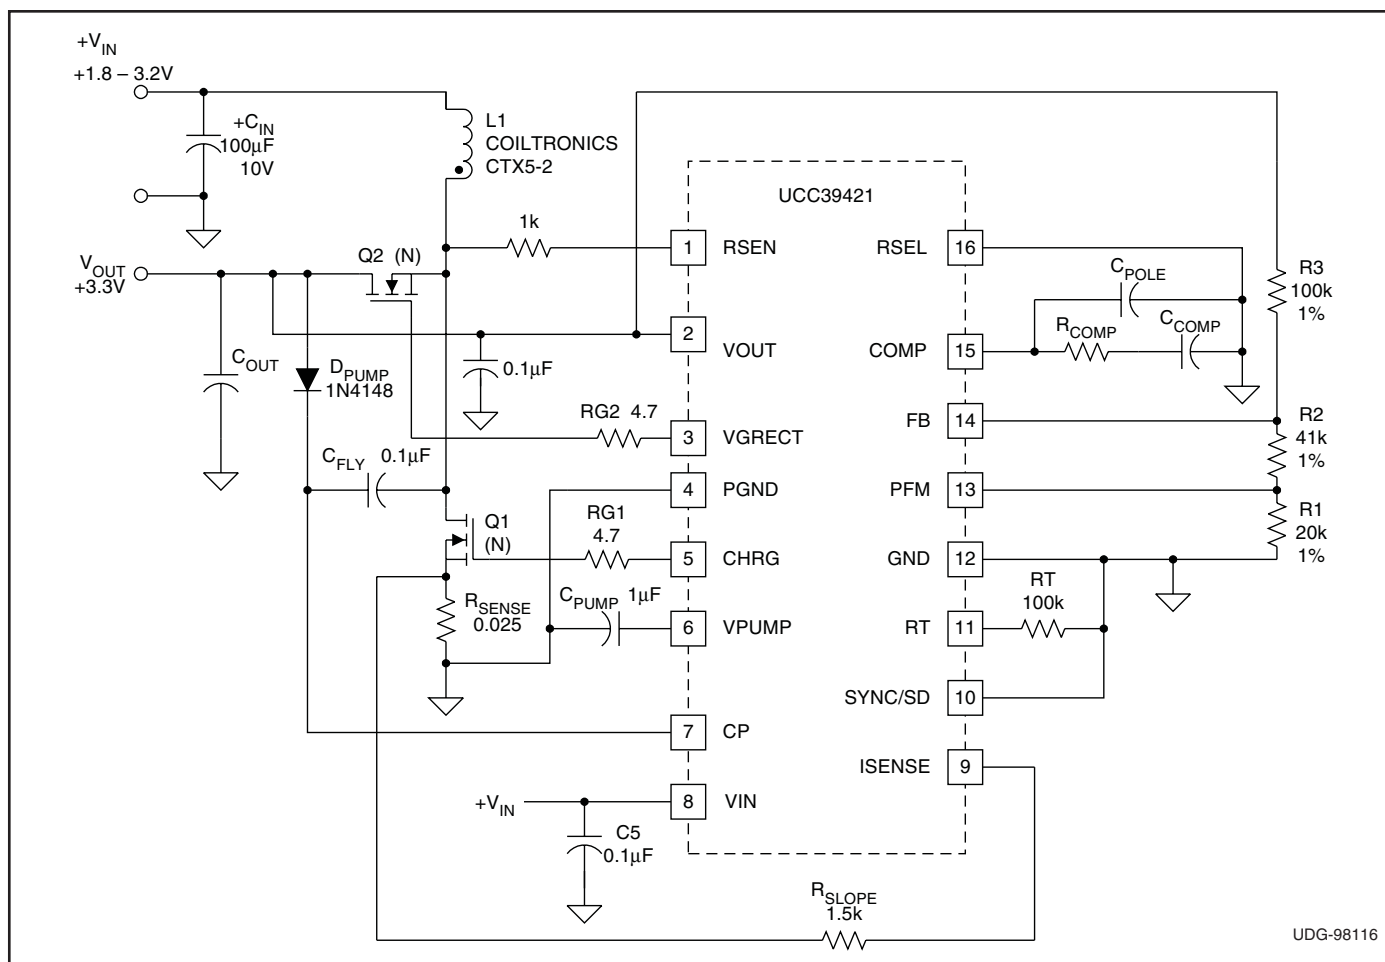 +VIN
+1.8 – 3.2V
+CIN
100µF
10V
L1
COILTRONICS
CTX5-2
UCC39421
1k
1
RSEN
RSEL
16
Q2 (N)
VOUT
+3.3V
CPOLE
R3
100k
1%
2
VOUT
COMP
15
RCOMP
CCOMP
COUT
DPUMP
1N4148
0.1µF
RG2 4.7
3
VGRECT
FB
14
R2
41k
1%
CFLY 0.1µF
4
PGND
PFM
13
Q1
(N)
RG1
4.7
5
CHRG
GND
12
R1
20k
1%
RSENSE
0.025
CPUMP 1µF
6
VPUMP
RT
11
RT
100k
SYNC/SD
10
7
CP
ISENSE
9
+VIN
8
VIN
C5
0.1µF
RSLOPE
1.5k
UDG-98116